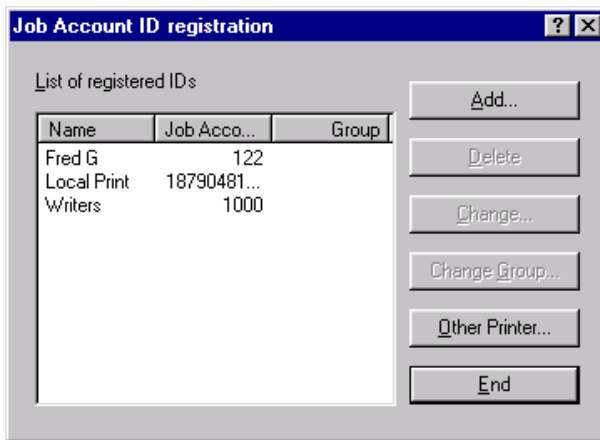 Job Account ID registration
List of registered IDs
Name Job Acco... Group
Fred G 122
Local Print 18790481...
Writers 1000
Add...
Delete
Change...
Change Group...
Other Printer...
End